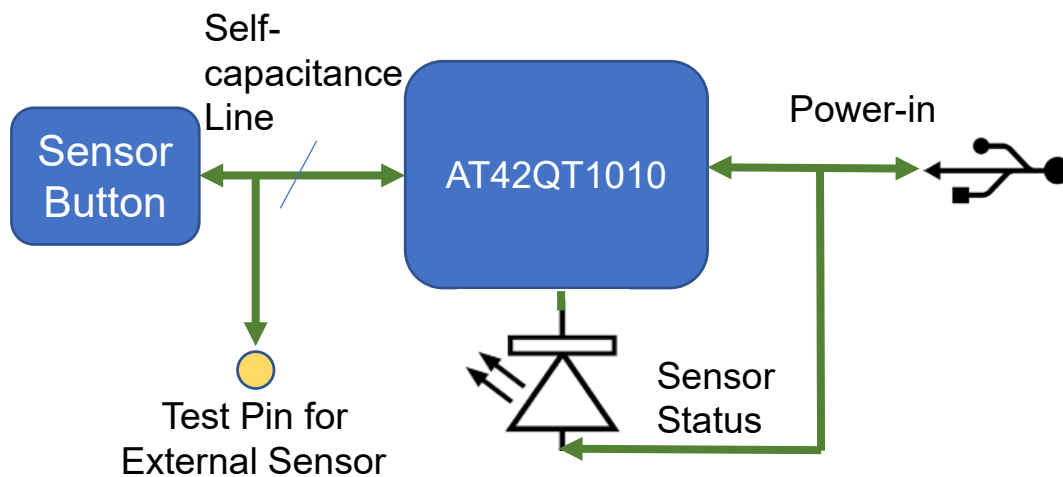 Self-
capacitance
Line
Sensor
Button
AT42QT1010
Power-in
Sensor
Status
Test Pin for
External Sensor